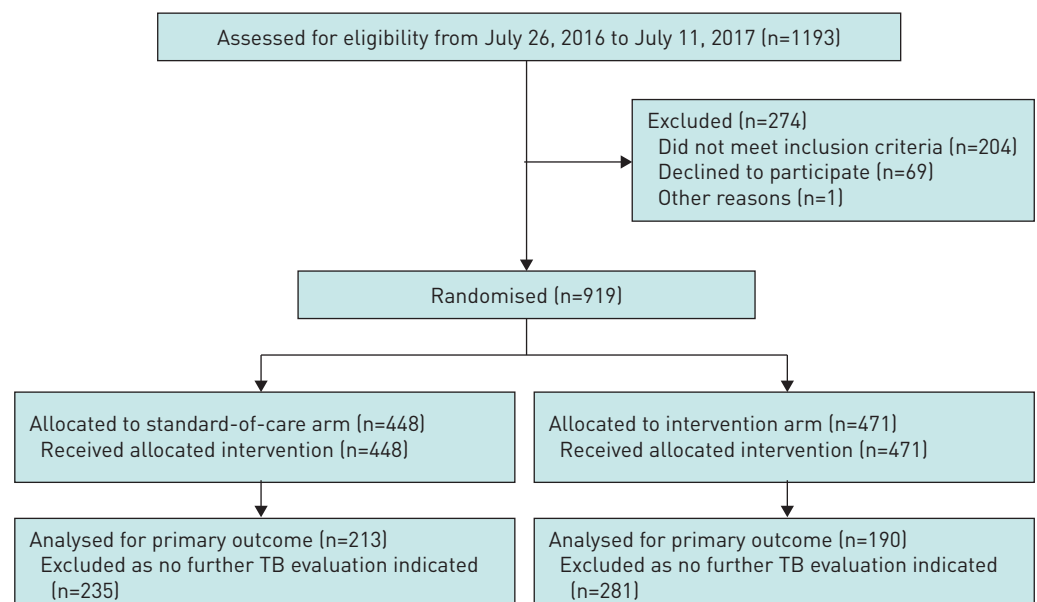 Assessed for eligibility from July 26, 2016 to July 11, 2017 (n=1193)
Excluded (n=274)
Did not meet inclusion criteria (n=204)
Declined to participate (n=69)
Other reasons (n=1)
Randomised (n=919)
Allocated to standard-of-care arm (n=448)
Received allocated intervention (n=448)
Allocated to intervention arm (n=471)
Received allocated intervention (n=471)
Analysed for primary outcome (n=213)
Excluded as no further TB evaluation indicated
(n=235)
Analysed for primary outcome (n=190)
Excluded as no further TB evaluation indicated
(n=281)